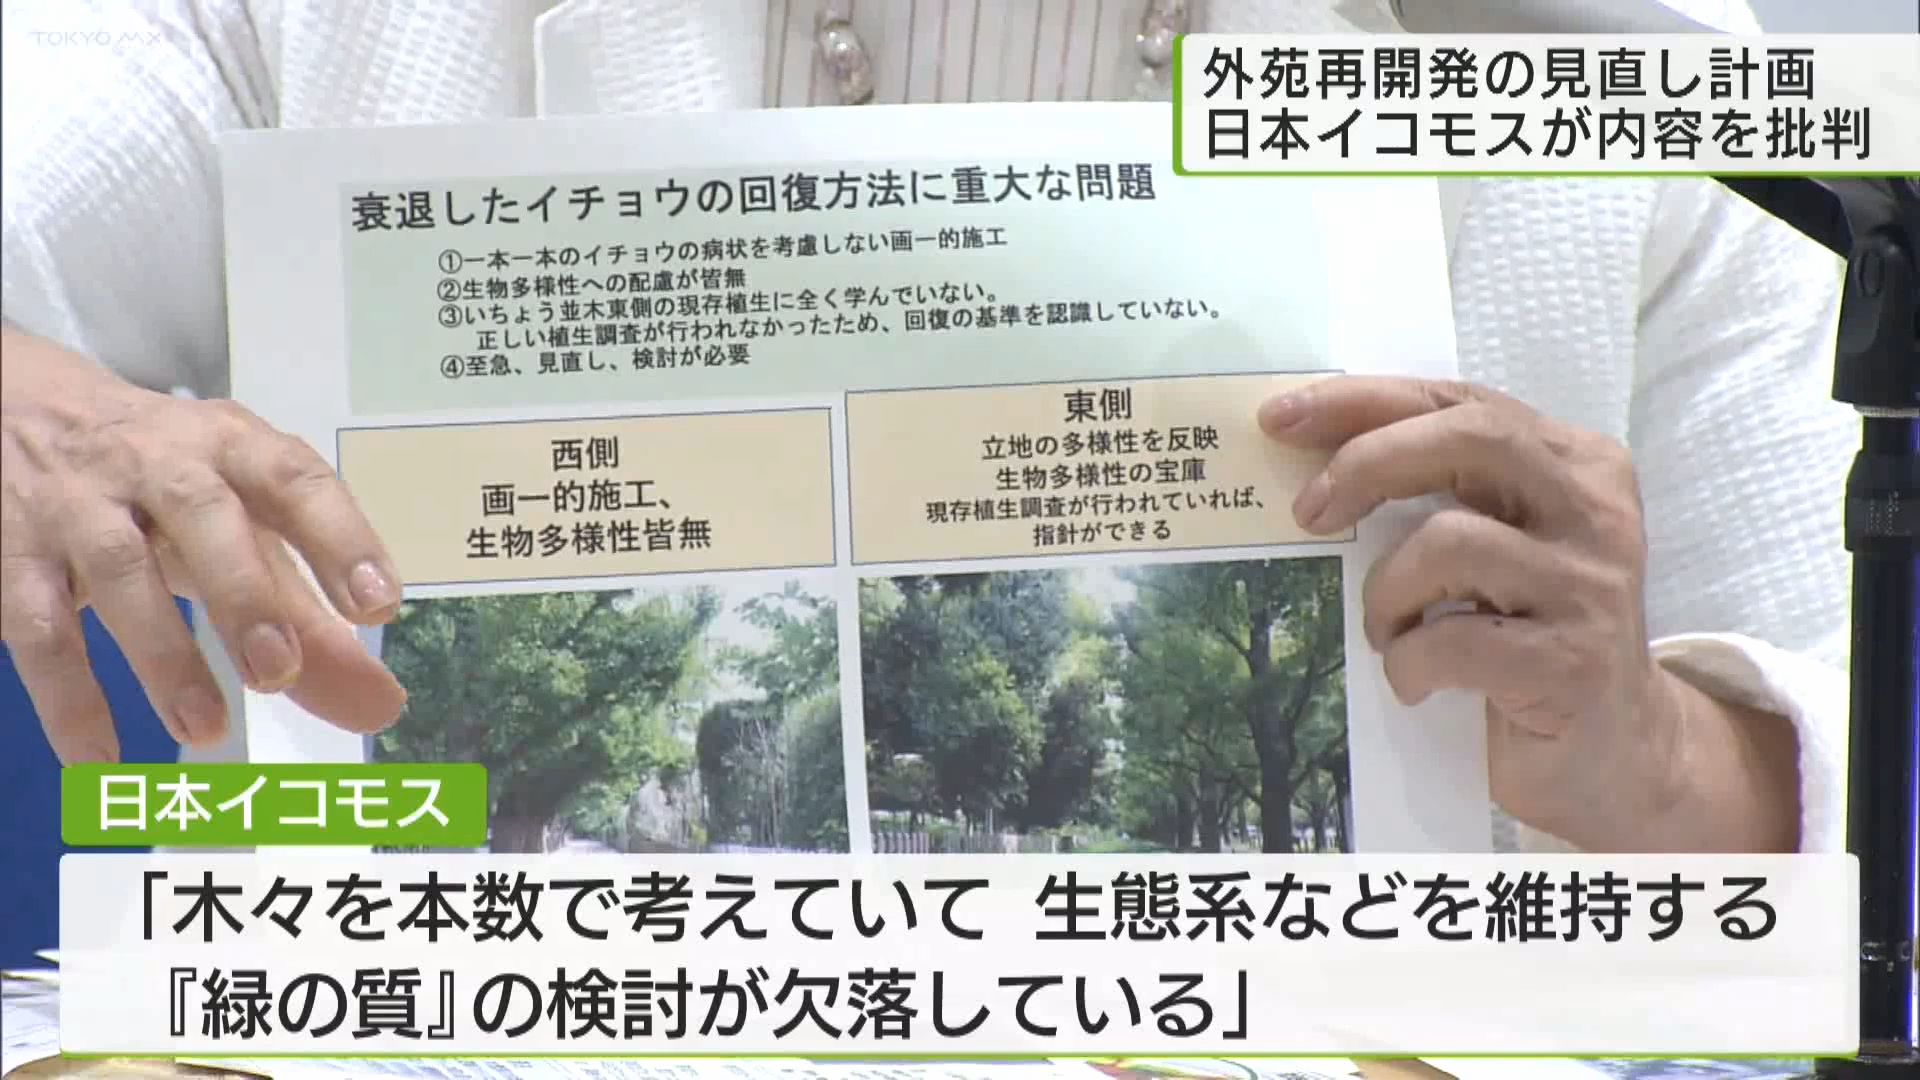 TOKYO MX
外苑再開発の見直し計画
日本イコモスが内容を批判
衰退したイチョウの回復方法に重大な問題
①一本一本のイチョウの病状を考慮しない画一的施工
②生物多様性への配慮が皆無
③いちょう並木東側の現存植生に全く学んでいない。
正しい植生調査が行われなかったため、回復の基準を認識していない。
④至急、見直し、検討が必要
西側
画一的施工、
生物多様性皆無
東側
立地の多様性を反映
生物多様性の宝庫
現存植生調査が行われていれば、
指針ができる
日本イコモス
「木々を本数で考えていて 生態系などを維持する
『緑の質』の検討が欠落している」